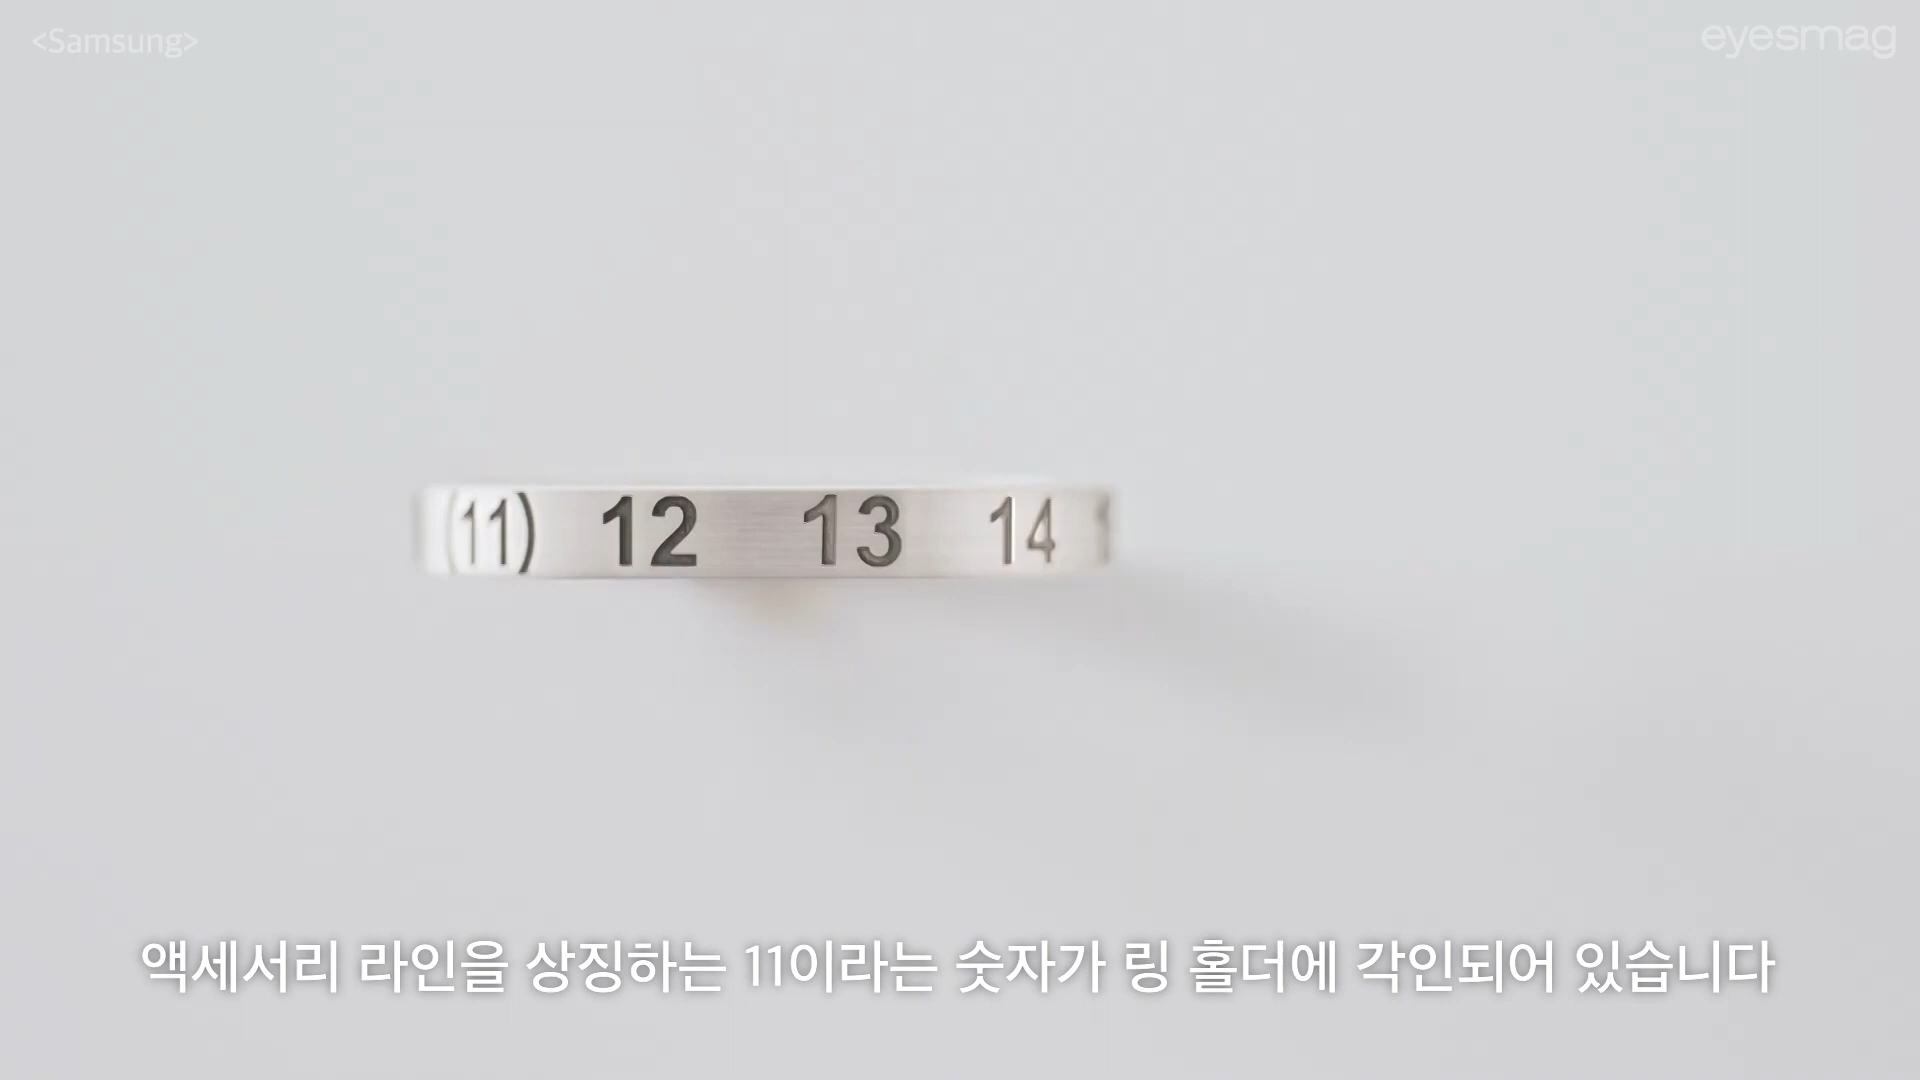 <Samsung>
eyesmag
(11) 12 13 14
액세서리 라인을 상징하는 11이라는 숫자가 링 홀더에 각인되어 있습니다